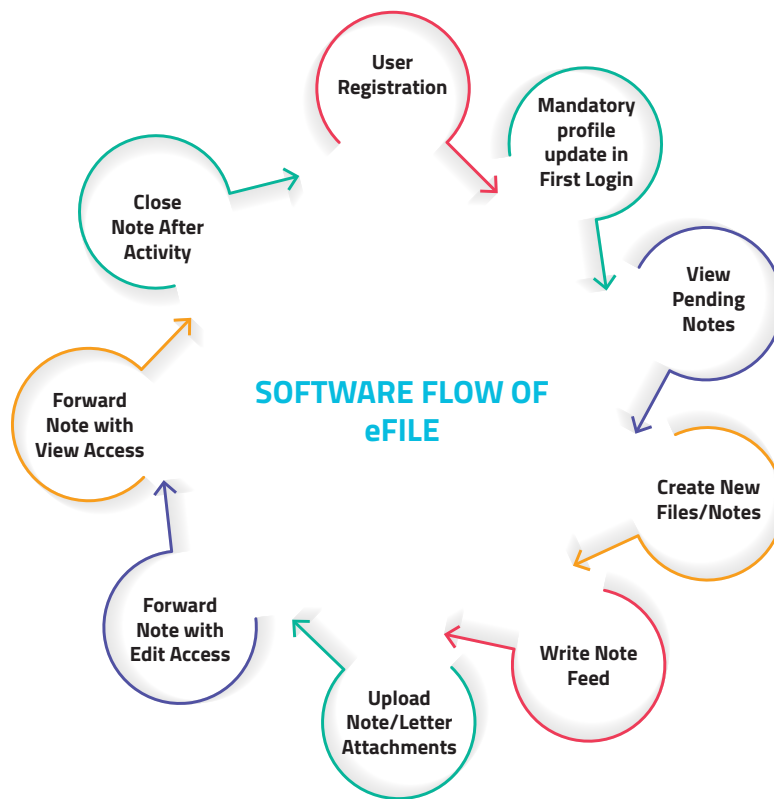 User
Registration
Mandatory
profile
update in
First Login
View
Pending
Notes
Create New
Files/Notes
Write Note
Feed
Upload
Note/Letter
Attachments
Forward
Note with
Edit Access
Forward
Note with
View Access
Close
Note After
Activity
SOFTWARE FLOW OF
eFILE